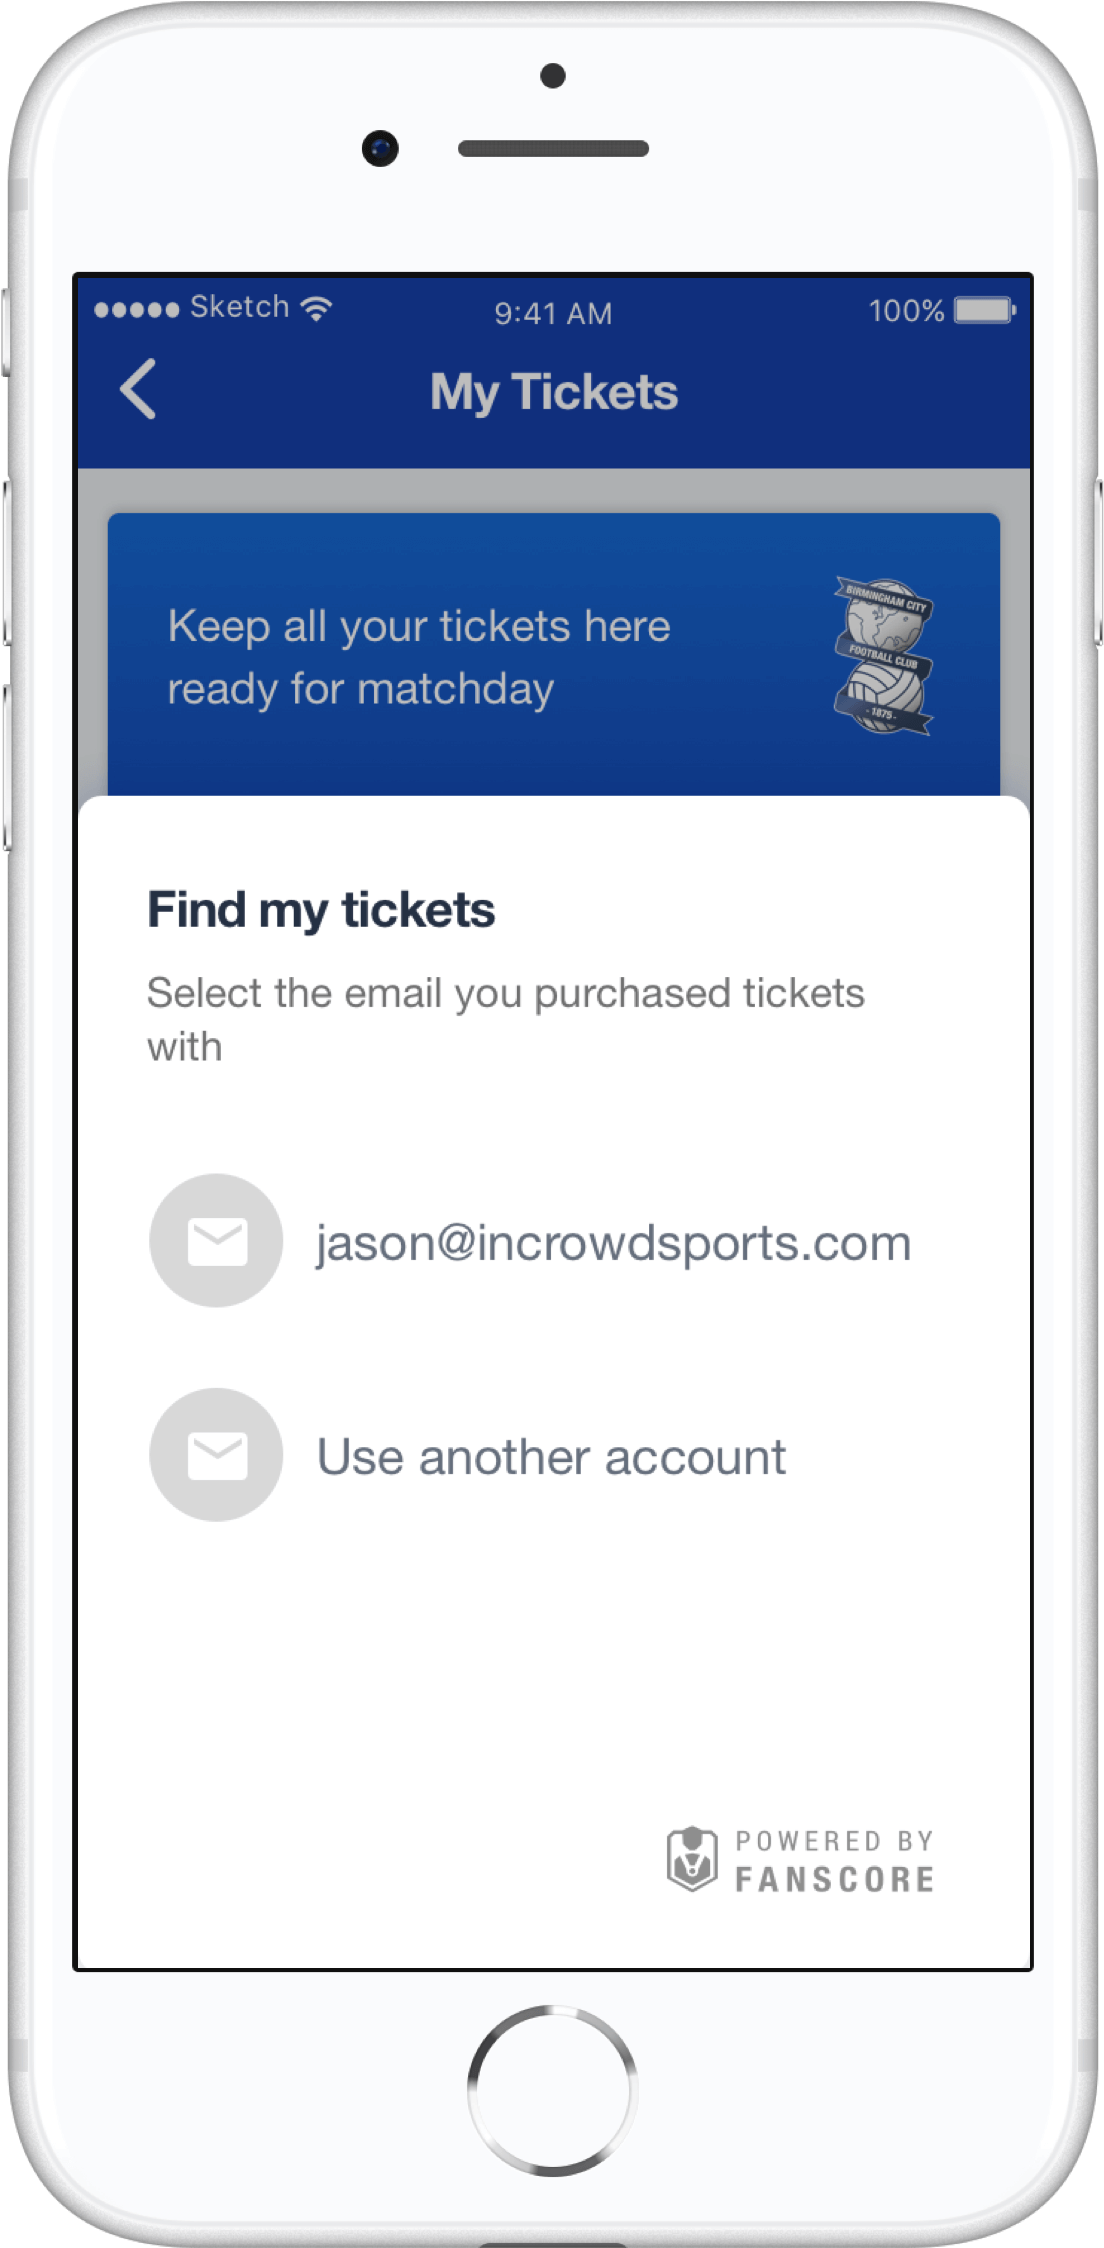 Sketch 9:41 AM 100%
My Tickets
Keep all your tickets here
ready for matchday
BIRMINGHAM CITY
FOOTBALL CLUB
- 1875 -
Find my tickets
Select the email you purchased tickets
with
jason@incrowdsports.com
Use another account
POWERED BY
FANSCORE